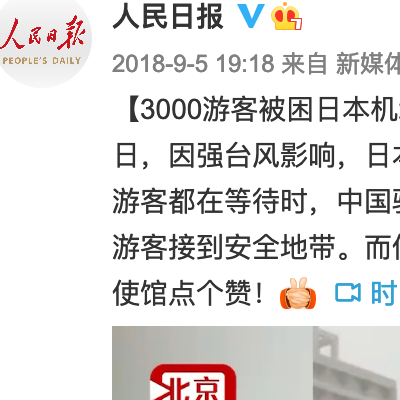 人民日报
PEOPLE'S DAILY
人民日报
2018-9-5 19:18 来自 新媒体
【3000游客被困日本机
日，因强台风影响，日本
游客都在等待时，中国驻
游客接到安全地带。而
使馆点个赞！ 时
北京